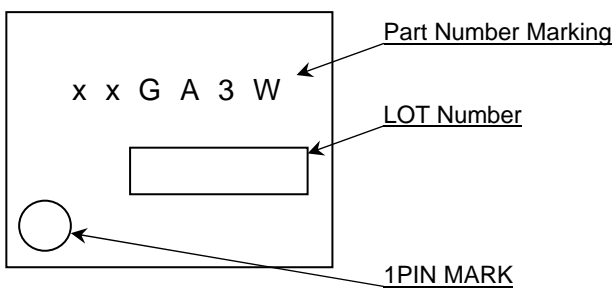 Part Number Marking
x x G A 3 W
LOT Number
1PIN MARK